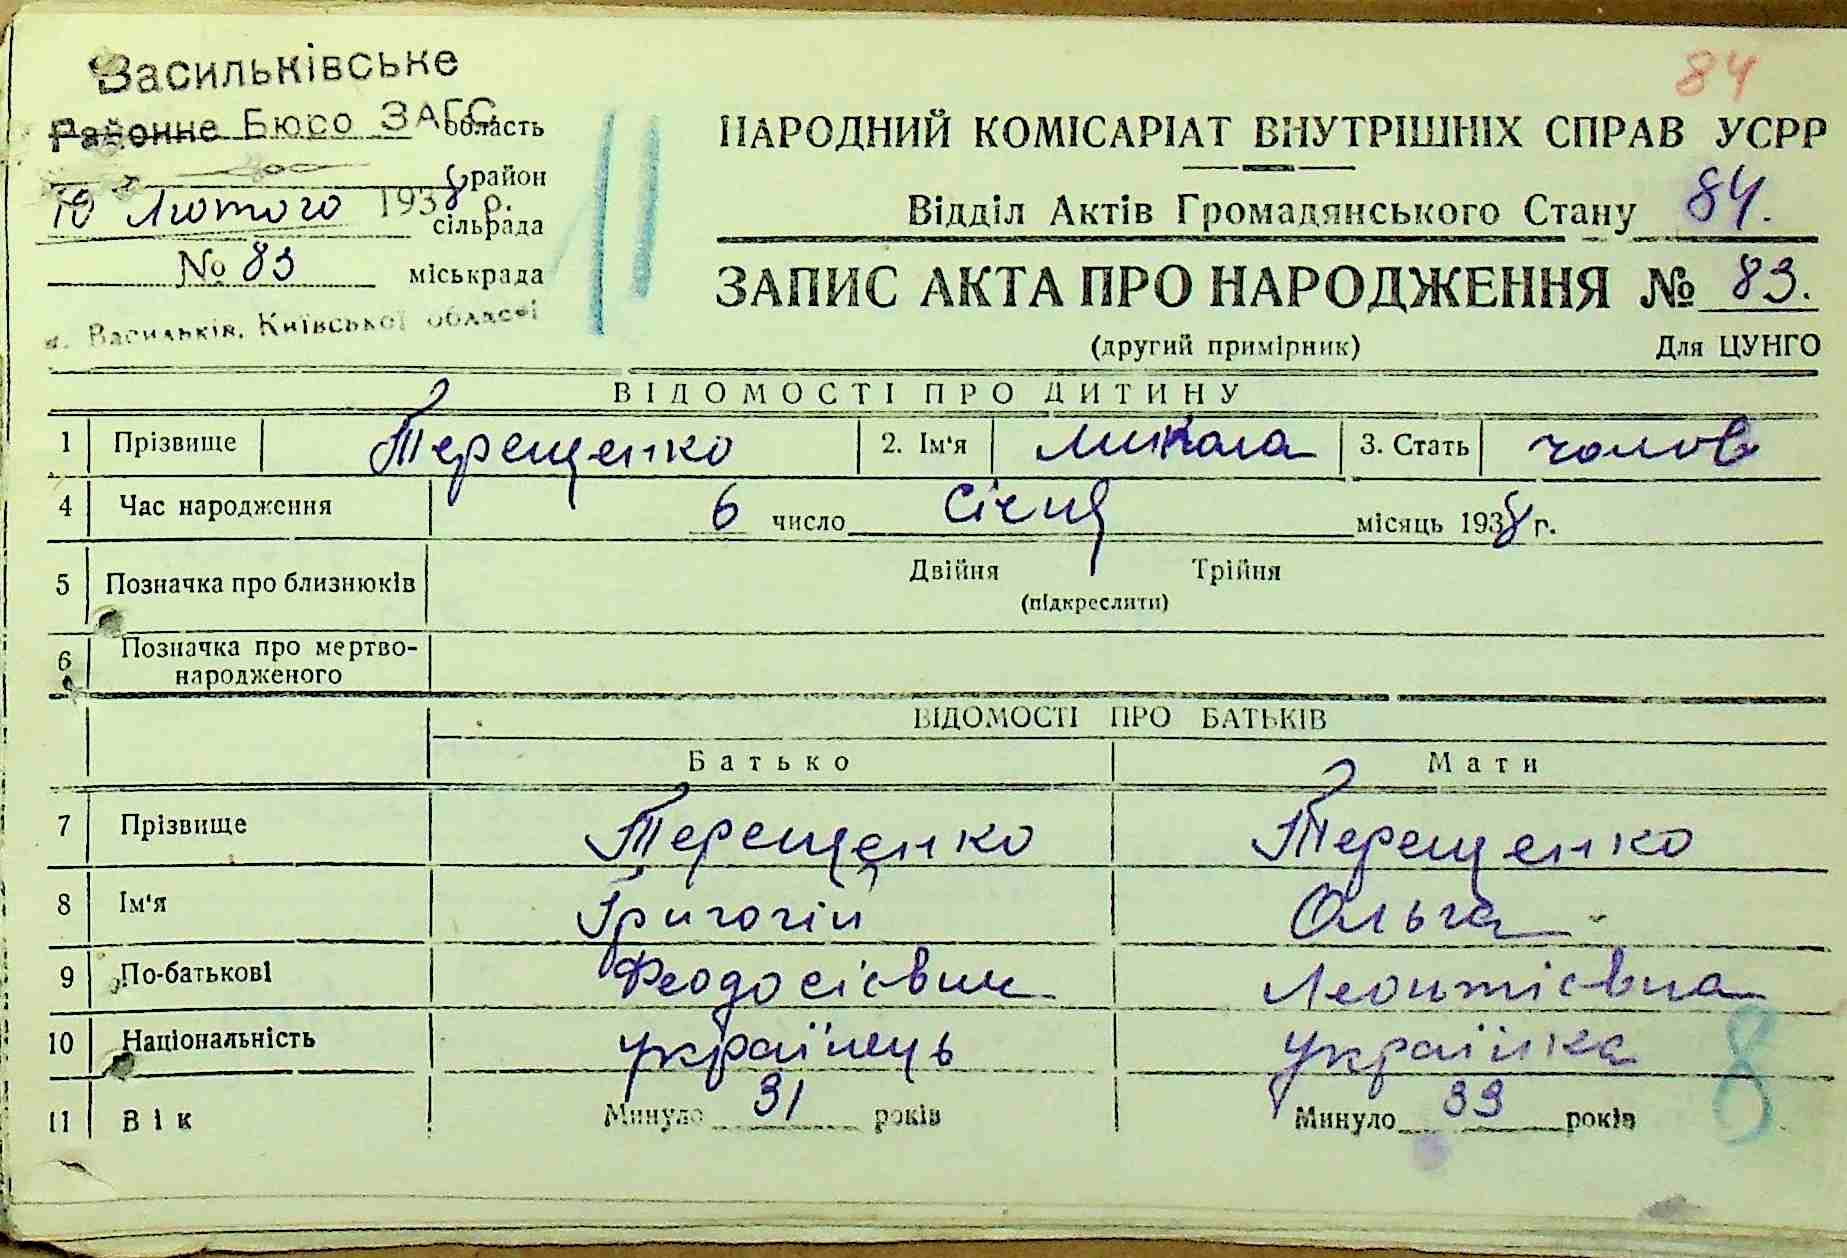 84
Васильківське
Районне Бюро ЗАГС область
район
10 Лютого 1938 р. сільрада
№ 83 міськрада
м. Васильків, Київської області
11
НАРОДНИЙ КОМІСАРІАТ ВНУТРІШНІХ СПРАВ УСРР
Відділ Актів Громадянського Стану 84.
ЗАПИС АКТА ПРО НАРОДЖЕННЯ № 83.
(другий примірник) Для ЦУНГО
ВІДОМОСТІ ПРО ДИТИНУ
1 Прізвище Терещенко 2. Ім'я Микола 3. Стать чолов
4 Час народження 6 число Січня місяць 1938 г.
5 Позначка про близнюків Двійня Трійня
(підкреслити)
6 Позначка про мертво-
народженого
ВІДОМОСТІ ПРО БАТЬКІВ
Батько Мати
7 Прізвище Терещенко Терещенко
8 Ім'я Григогій Ольга
9 По-батькові Феодосієвич Леонтієвна
10 Національність українець українка
11 Вік Минуло 31 років Минуло 33 років
8